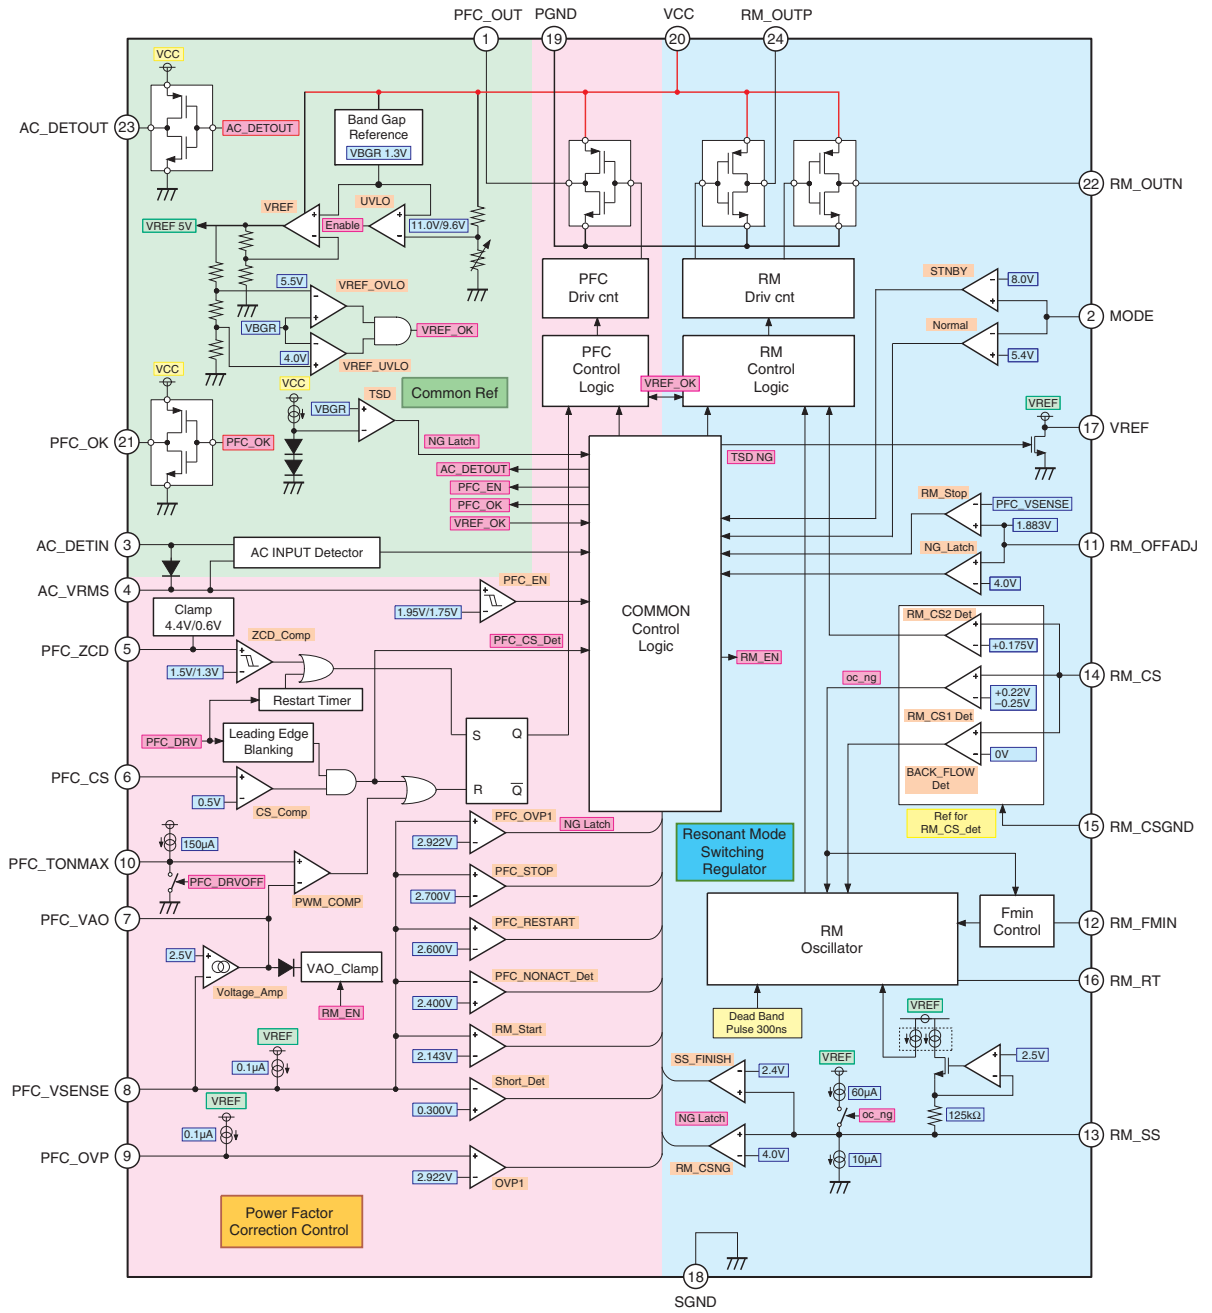 PFC_OUT PGND VCC RM_OUTP
1 19 20 24
VCC
AC_DETOUT 23 AC_DETOUT
Band Gap
Reference
VBGR 1.3V
22 RM_OUTN
VREF UVLO
VREF 5V Enable 11.0V/9.6V
PFC
Driv cnt
RM
Driv cnt
STNBY 8.0V
5.5V VREF_OVLO
VBGR VREF_OK
4.0V VREF_UVLO
2 MODE
Normal
5.4V
PFC
Control
Logic
RM
Control
Logic
VREF_OK
VCC
VCC TSD Common Ref
VBGR
PFC_OK 21 PFC_OK
NG Latch
VREF
17 VREF
TSD NG
AC_DETOUT
PFC_EN
PFC_OK
VREF_OK
RM_Stop PFC_VSENSE
1.883V
AC_DETIN 3 AC INPUT Detector
NG_Latch 11 RM_OFFADJ
4.0V
AC_VRMS 4 PFC_EN
1.95V/1.75V
COMMON
Control
Logic
Clamp
4.4V/0.6V
PFC_ZCD 5 ZCD_Comp
1.5V/1.3V
PFC_CS_Det
RM_EN
Restart Timer
RM_CS2 Det
+0.175V
oc_ng 14 RM_CS
+0.22V
−0.25V
RM_CS1 Det
0V
BACK_FLOW
Det
PFC_DRV
Leading Edge
Blanking
S Q
R Q
PFC_CS 6
0.5V CS_Comp
Ref for
RM_CS_det
15 RM_CSGND
150µA
PFC_TONMAX 10
PFC_DRVOFF
PWM_COMP
PFC_OVP1 NG Latch
2.922V
Resonant Mode
Switching
Regulator
PFC_STOP
2.700V
PFC_VAO 7
PFC_RESTART
2.600V
RM
Oscillator
Fmin
Control
12 RM_FMIN
2.5V
Voltage_Amp
VAO_Clamp
RM_EN
PFC_NONACT_Det
2.400V
16 RM_RT
Dead Band
Pulse 300ns
VREF
RM_Start
2.143V
VREF
0.1µA
2.5V
SS_FINISH
2.4V
VREF
60µA
oc_ng
125kΩ
PFC_VSENSE 8
Short_Det
0.300V
VREF
0.1µA
NG Latch
4.0V
RM_CSNG
10µA
13 RM_SS
PFC_OVP 9
2.922V
OVP1
Power Factor
Correction Control
18
SGND